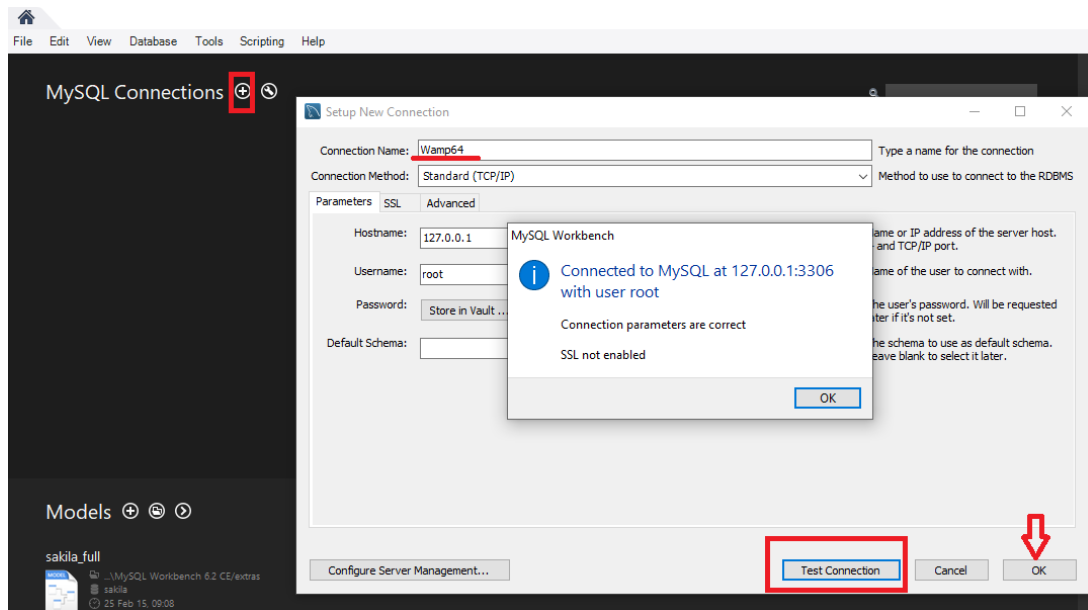 File Edit View Database Tools Scripting Help
MySQL Connections
Setup New Connection
Connection Name: Wamp64 Type a name for the connection
Connection Method: Standard (TCP/IP) Method to use to connect to the RDBMS
Parameters SSL Advanced
Hostname: 127.0.0.1 ame or IP address of the server host.
- and TCP/IP port.
Username: root ame of the user to connect with.
Password: Store in Vault ... he user's password. Will be requested
ater if it's not set.
Default Schema: he schema to use as default schema.
eave blank to select it later.
MySQL Workbench
Connected to MySQL at 127.0.0.1:3306
with user root
Connection parameters are correct
SSL not enabled
OK
Configure Server Management... Test Connection Cancel OK
Models
sakila_full
MODEL
...\MySQL Workbench 6.2 CE/extras
sakila
25 Feb 15, 09:08